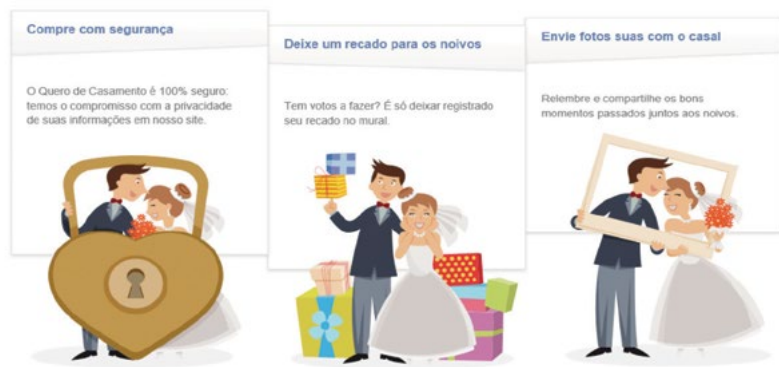 Compre com segurança
O Quero de Casamento é 100% seguro:
temos o compromisso com a privacidade
de suas informações em nosso site.
Deixe um recado para os noivos
Tem votos a fazer? É só deixar registrado
seu recado no mural.
Envie fotos suas com o casal
Relembre e compartilhe os bons
momentos passados juntos aos noivos.